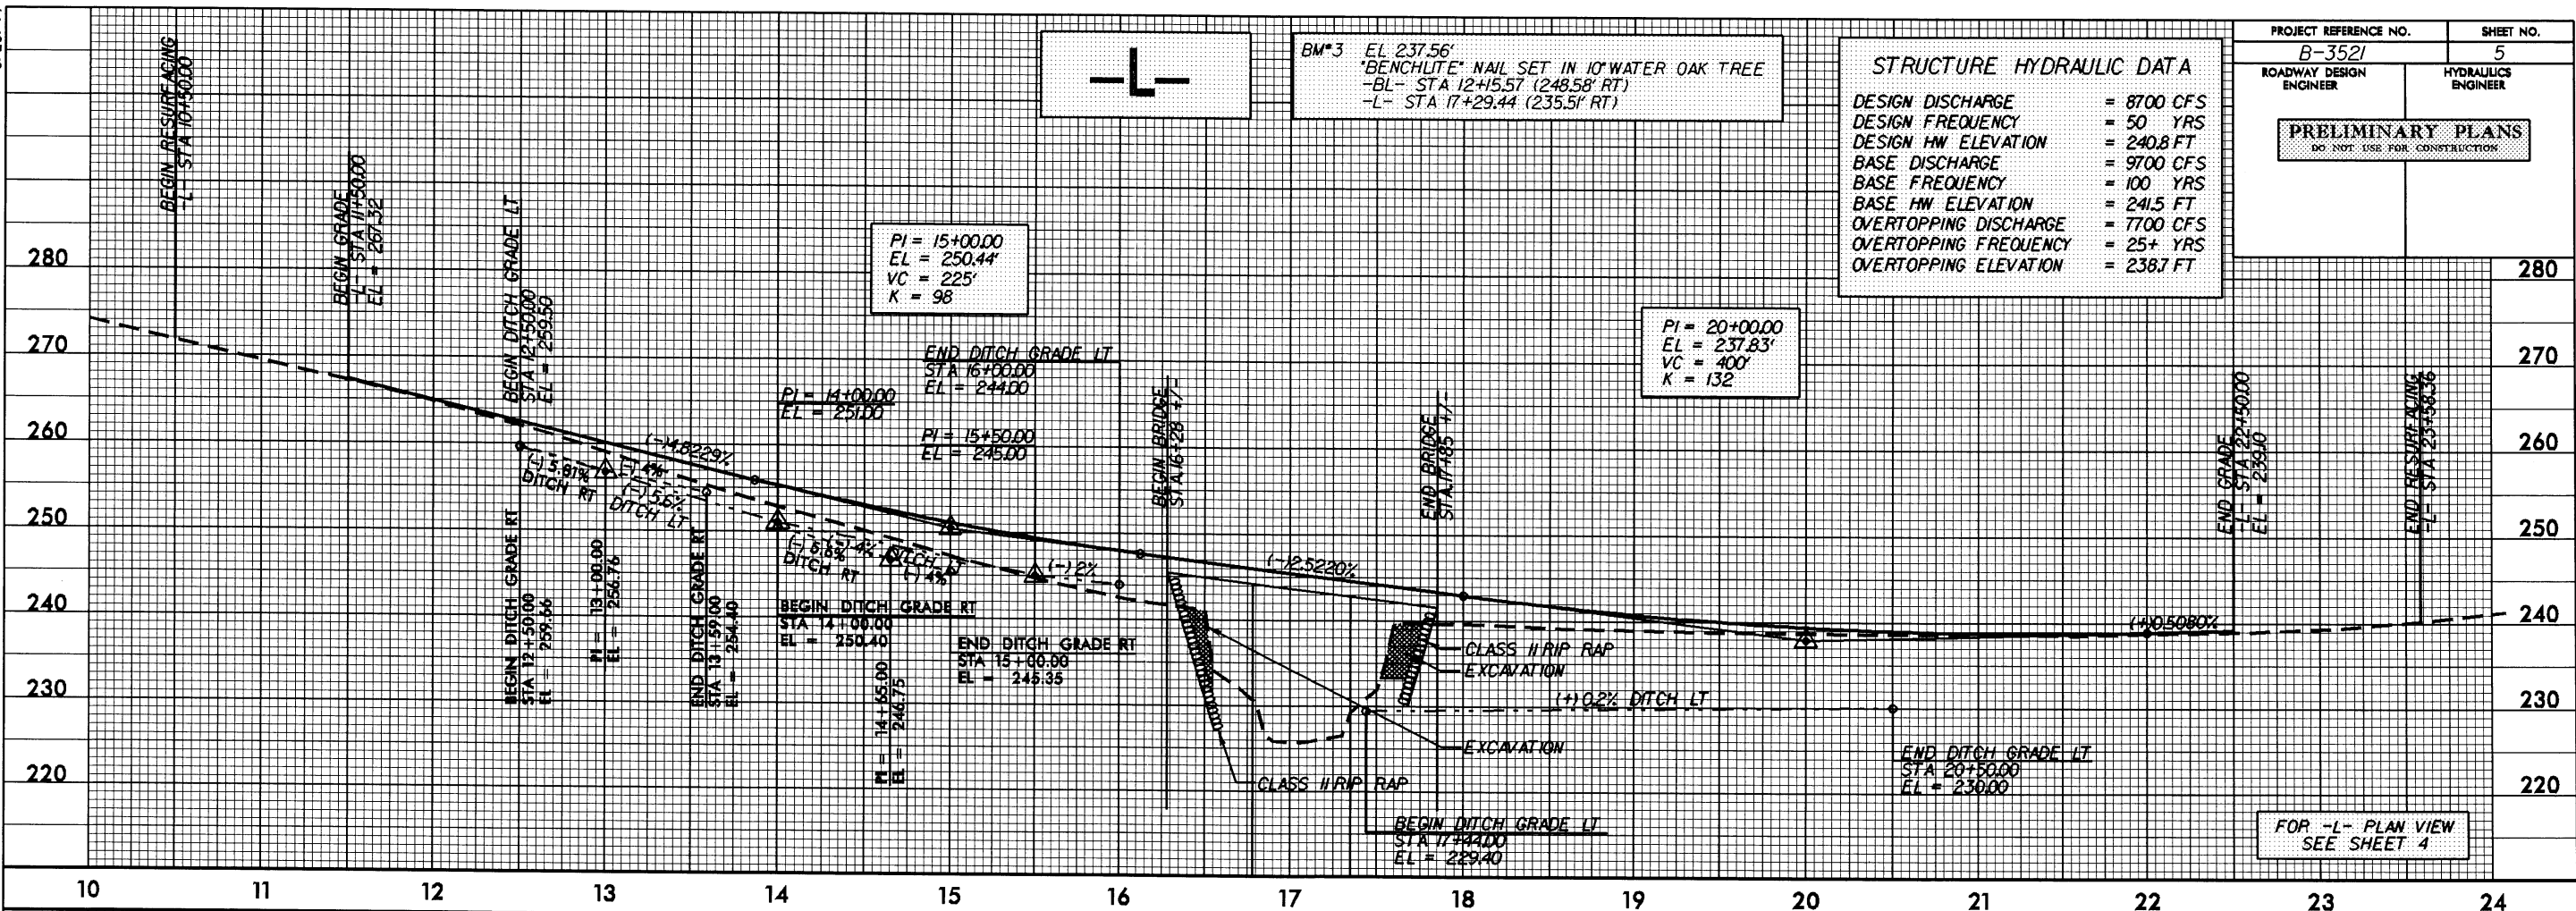 PROJECT REFERENCE NO.
SHEET NO.
B-3521
5
ROADWAY DESIGN
ENGINEER
HYDRAULICS
ENGINEER
PRELIMINARY PLANS
DO NOT USE FOR CONSTRUCTION
-L-
BM#3 EL 237.56'
"BENCHLITE" NAIL SET IN 10" WATER OAK TREE
-BL- STA 12+15.57 (248.58' RT)
-L- STA 17+29.44 (235.51' RT)
STRUCTURE HYDRAULIC DATA
DESIGN DISCHARGE = 8700 CFS
DESIGN FREQUENCY = 50 YRS
DESIGN HW ELEVATION = 240.8 FT
BASE DISCHARGE = 9700 CFS
BASE FREQUENCY = 100 YRS
BASE HW ELEVATION = 241.5 FT
OVERTOPPING DISCHARGE = 7700 CFS
OVERTOPPING FREQUENCY = 25+ YRS
OVERTOPPING ELEVATION = 238.7 FT
BEGIN RESURFACING
-L- STA 10+50.00
BEGIN GRADE
-L- STA 11+50.00
EL = 267.32
BEGIN DITCH GRADE LT
STA 12+50.00
EL = 259.50
PI = 15+00.00
EL = 250.44'
VC = 225'
K = 98
PI = 20+00.00
EL = 237.83'
VC = 400'
K = 132
END DITCH GRADE LT
STA 16+00.00
EL = 244.00
PI = 14+00.00
EL = 251.00
PI = 15+50.00
EL = 245.00
BEGIN BRIDGE
STA.16+28 +/-
END BRIDGE
STA.17+85 +/-
END GRADE
-L- STA 22+50.00
EL = 239.10
END RESURFACING
-L- STA 23+58.36
(-)4.8229%
(-) 5.81%
DITCH RT
(-) 4%
(-) 5.6%
DITCH LT
(-) 5.6%
DITCH RT
(-) 4% DITCH LT
(-) 4%
(-) 2%
(-)2.5220%
(+)0.5080%
BEGIN DITCH GRADE RT
STA 12+50.00
EL = 259.66
PI = 13+00.00
EL = 256.76
END DITCH GRADE RT
STA 13+59.00
EL = 254.40
BEGIN DITCH GRADE RT
STA 14+00.00
EL = 250.40
PI = 14+65.00
EL = 246.75
END DITCH GRADE RT
STA 15+00.00
EL = 245.35
CLASS II RIP RAP
EXCAVATION
(+) 0.2% DITCH LT
EXCAVATION
CLASS II RIP RAP
BEGIN DITCH GRADE LT
STA 17+44.00
EL = 229.40
END DITCH GRADE LT
STA 20+50.00
EL = 230.00
FOR -L- PLAN VIEW
SEE SHEET 4
280
270
260
250
240
230
220
280
270
260
250
240
230
220
10 11 12 13 14 15 16 17 18 19 20 21 22 23 24